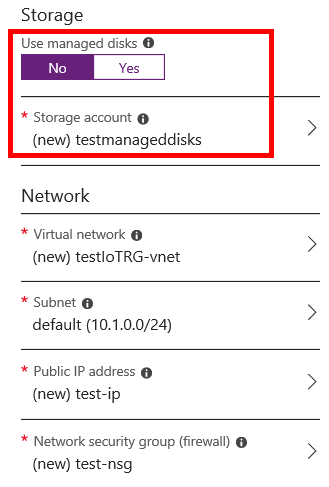 Storage
Use managed disks
No Yes
* Storage account
(new) testmanageddisks
Network
* Virtual network
(new) testIoTRG-vnet
* Subnet
default (10.1.0.0/24)
* Public IP address
(new) test-ip
* Network security group (firewall)
(new) test-nsg